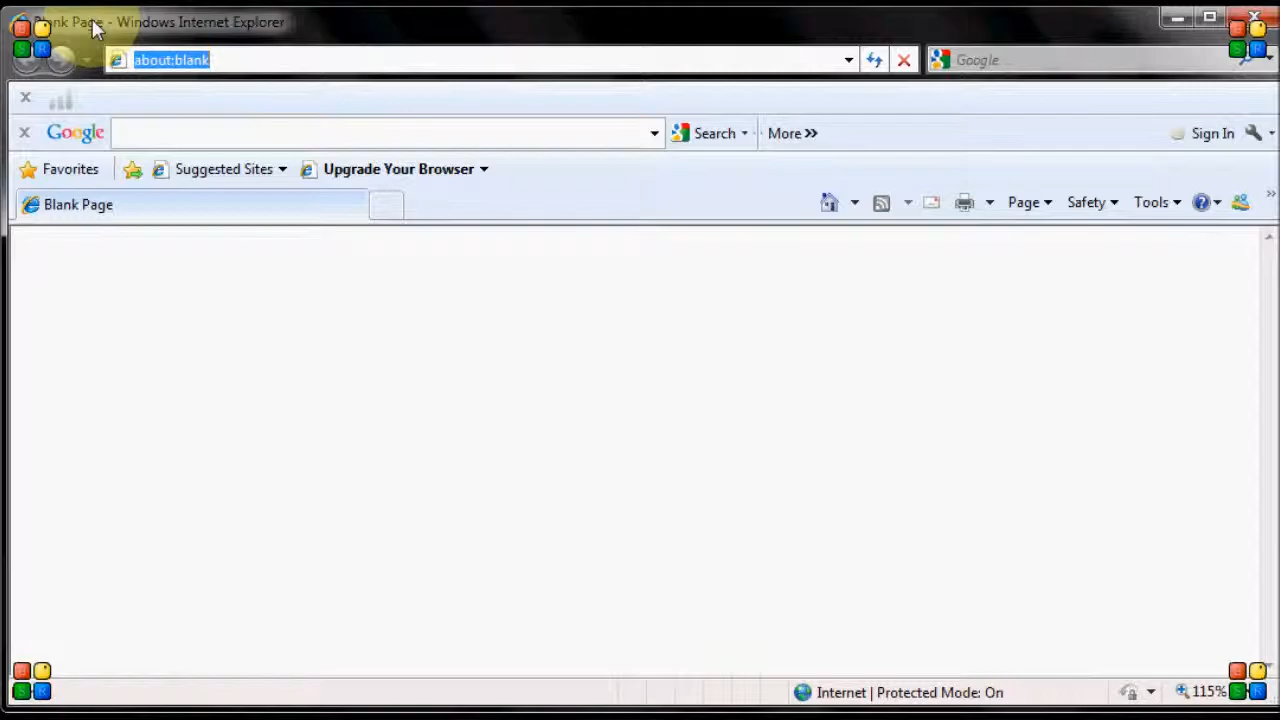 Blank Page - Windows Internet Explorer
about:blank
Google
Google Search More Sign In
Favorites Suggested Sites Upgrade Your Browser
Blank Page Page Safety Tools
Internet | Protected Mode: On 115%